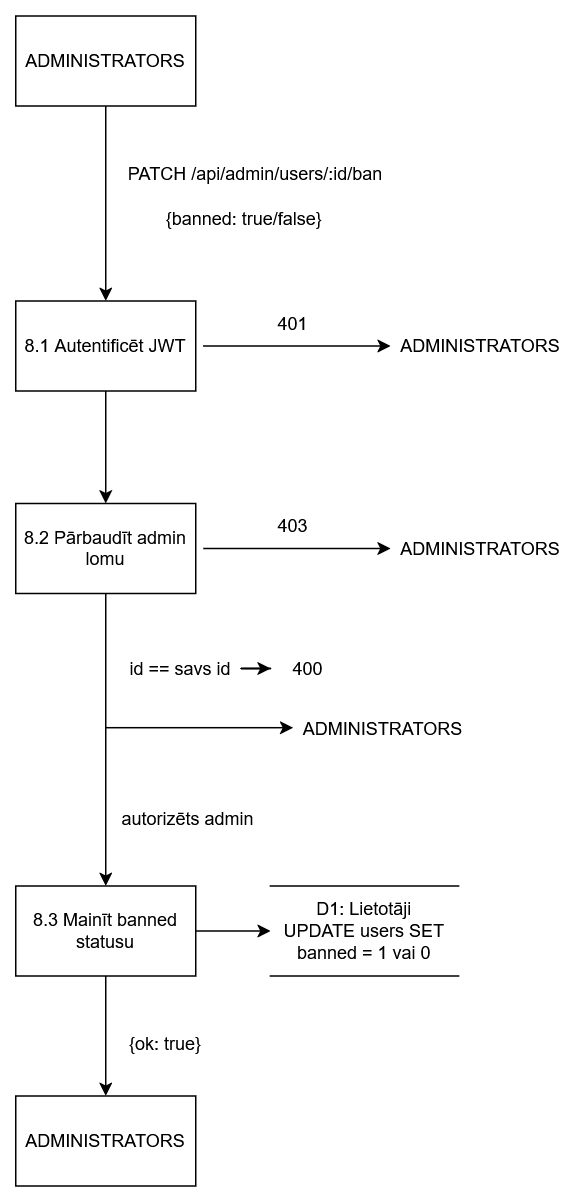 ADMINISTRATORS
PATCH /api/admin/users/:id/ban
{banned: true/false}
401
8.1 Autentificēt JWT
ADMINISTRATORS
403
8.2 Pārbaudīt admin
lomu
ADMINISTRATORS
id == savs id
400
ADMINISTRATORS
autorizēts admin
8.3 Mainīt banned
statusu
D1: Lietotāji
UPDATE users SET
banned = 1 vai 0
{ok: true}
ADMINISTRATORS